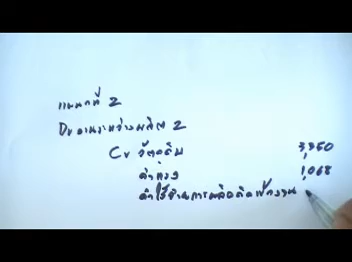 แผนกที่ 2
Dr งานระหว่างผลิต 2
Cr วัตถุดิบ 3,350
ค่าแรง 1,068
ค่าใช้จ่ายการผลิตคิดเข้างาน